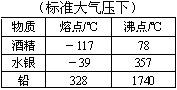 (标准大气压下)
物质 熔点/℃ 沸点/℃
酒精 -117 78
水银 -39 357
铅 328 1740